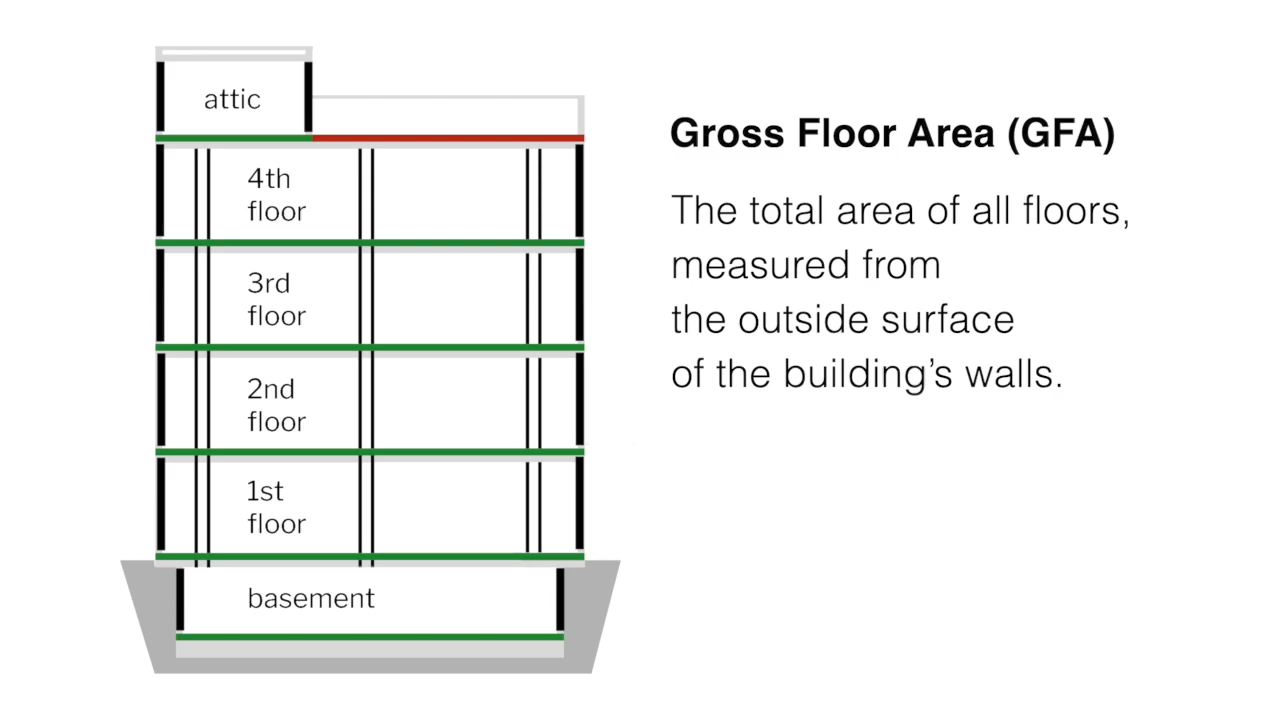 attic
4th
floor
3rd
floor
2nd
floor
1st
floor
basement
Gross Floor Area (GFA)
The total area of all floors,
measured from
the outside surface
of the building’s walls.